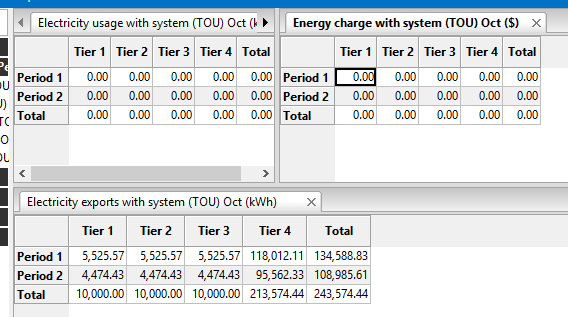 Electricity usage with system (TOU) Oct (k
Tier 1 Tier 2 Tier 3 Tier 4 Total
Period 1 0.00 0.00 0.00 0.00 0.00
Period 2 0.00 0.00 0.00 0.00 0.00
Total 0.00 0.00 0.00 0.00 0.00
Energy charge with system (TOU) Oct ($)
Tier 1 Tier 2 Tier 3 Tier 4 Total
Period 1 0.00 0.00 0.00 0.00 0.00
Period 2 0.00 0.00 0.00 0.00 0.00
Total 0.00 0.00 0.00 0.00 0.00
Electricity exports with system (TOU) Oct (kWh)
Tier 1 Tier 2 Tier 3 Tier 4 Total
Period 1 5,525.57 5,525.57 5,525.57 118,012.11 134,588.83
Period 2 4,474.43 4,474.43 4,474.43 95,562.33 108,985.61
Total 10,000.00 10,000.00 10,000.00 213,574.44 243,574.44